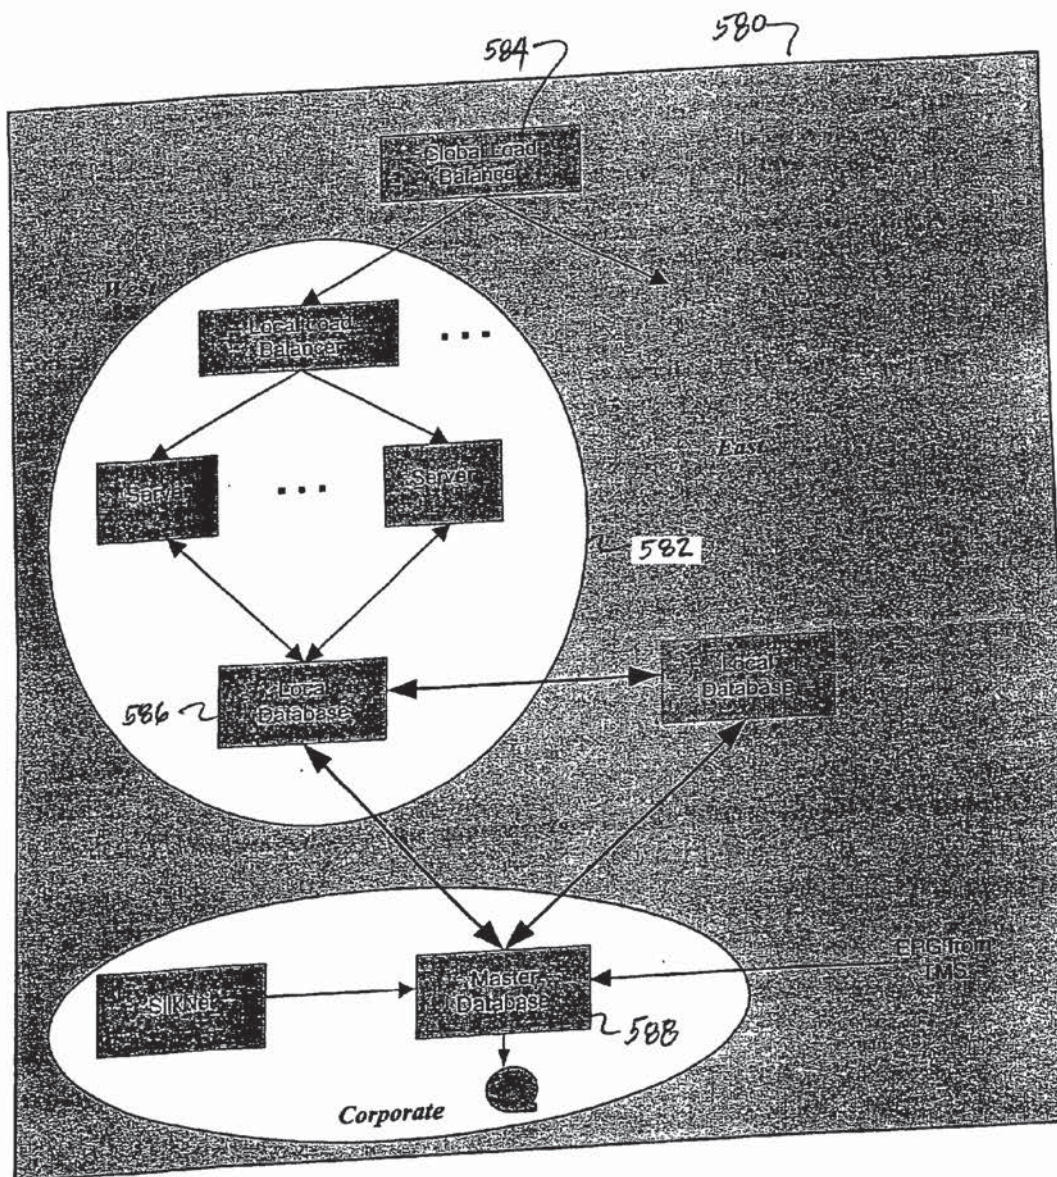 584
580
Global Load
Balance
West
Local Load
Balancer
. . .
Server
. . .
Server
East
582
Local
Database
586
Local
Database
EPG from
TMS
SilkNet
Master
Database
588
Corporate